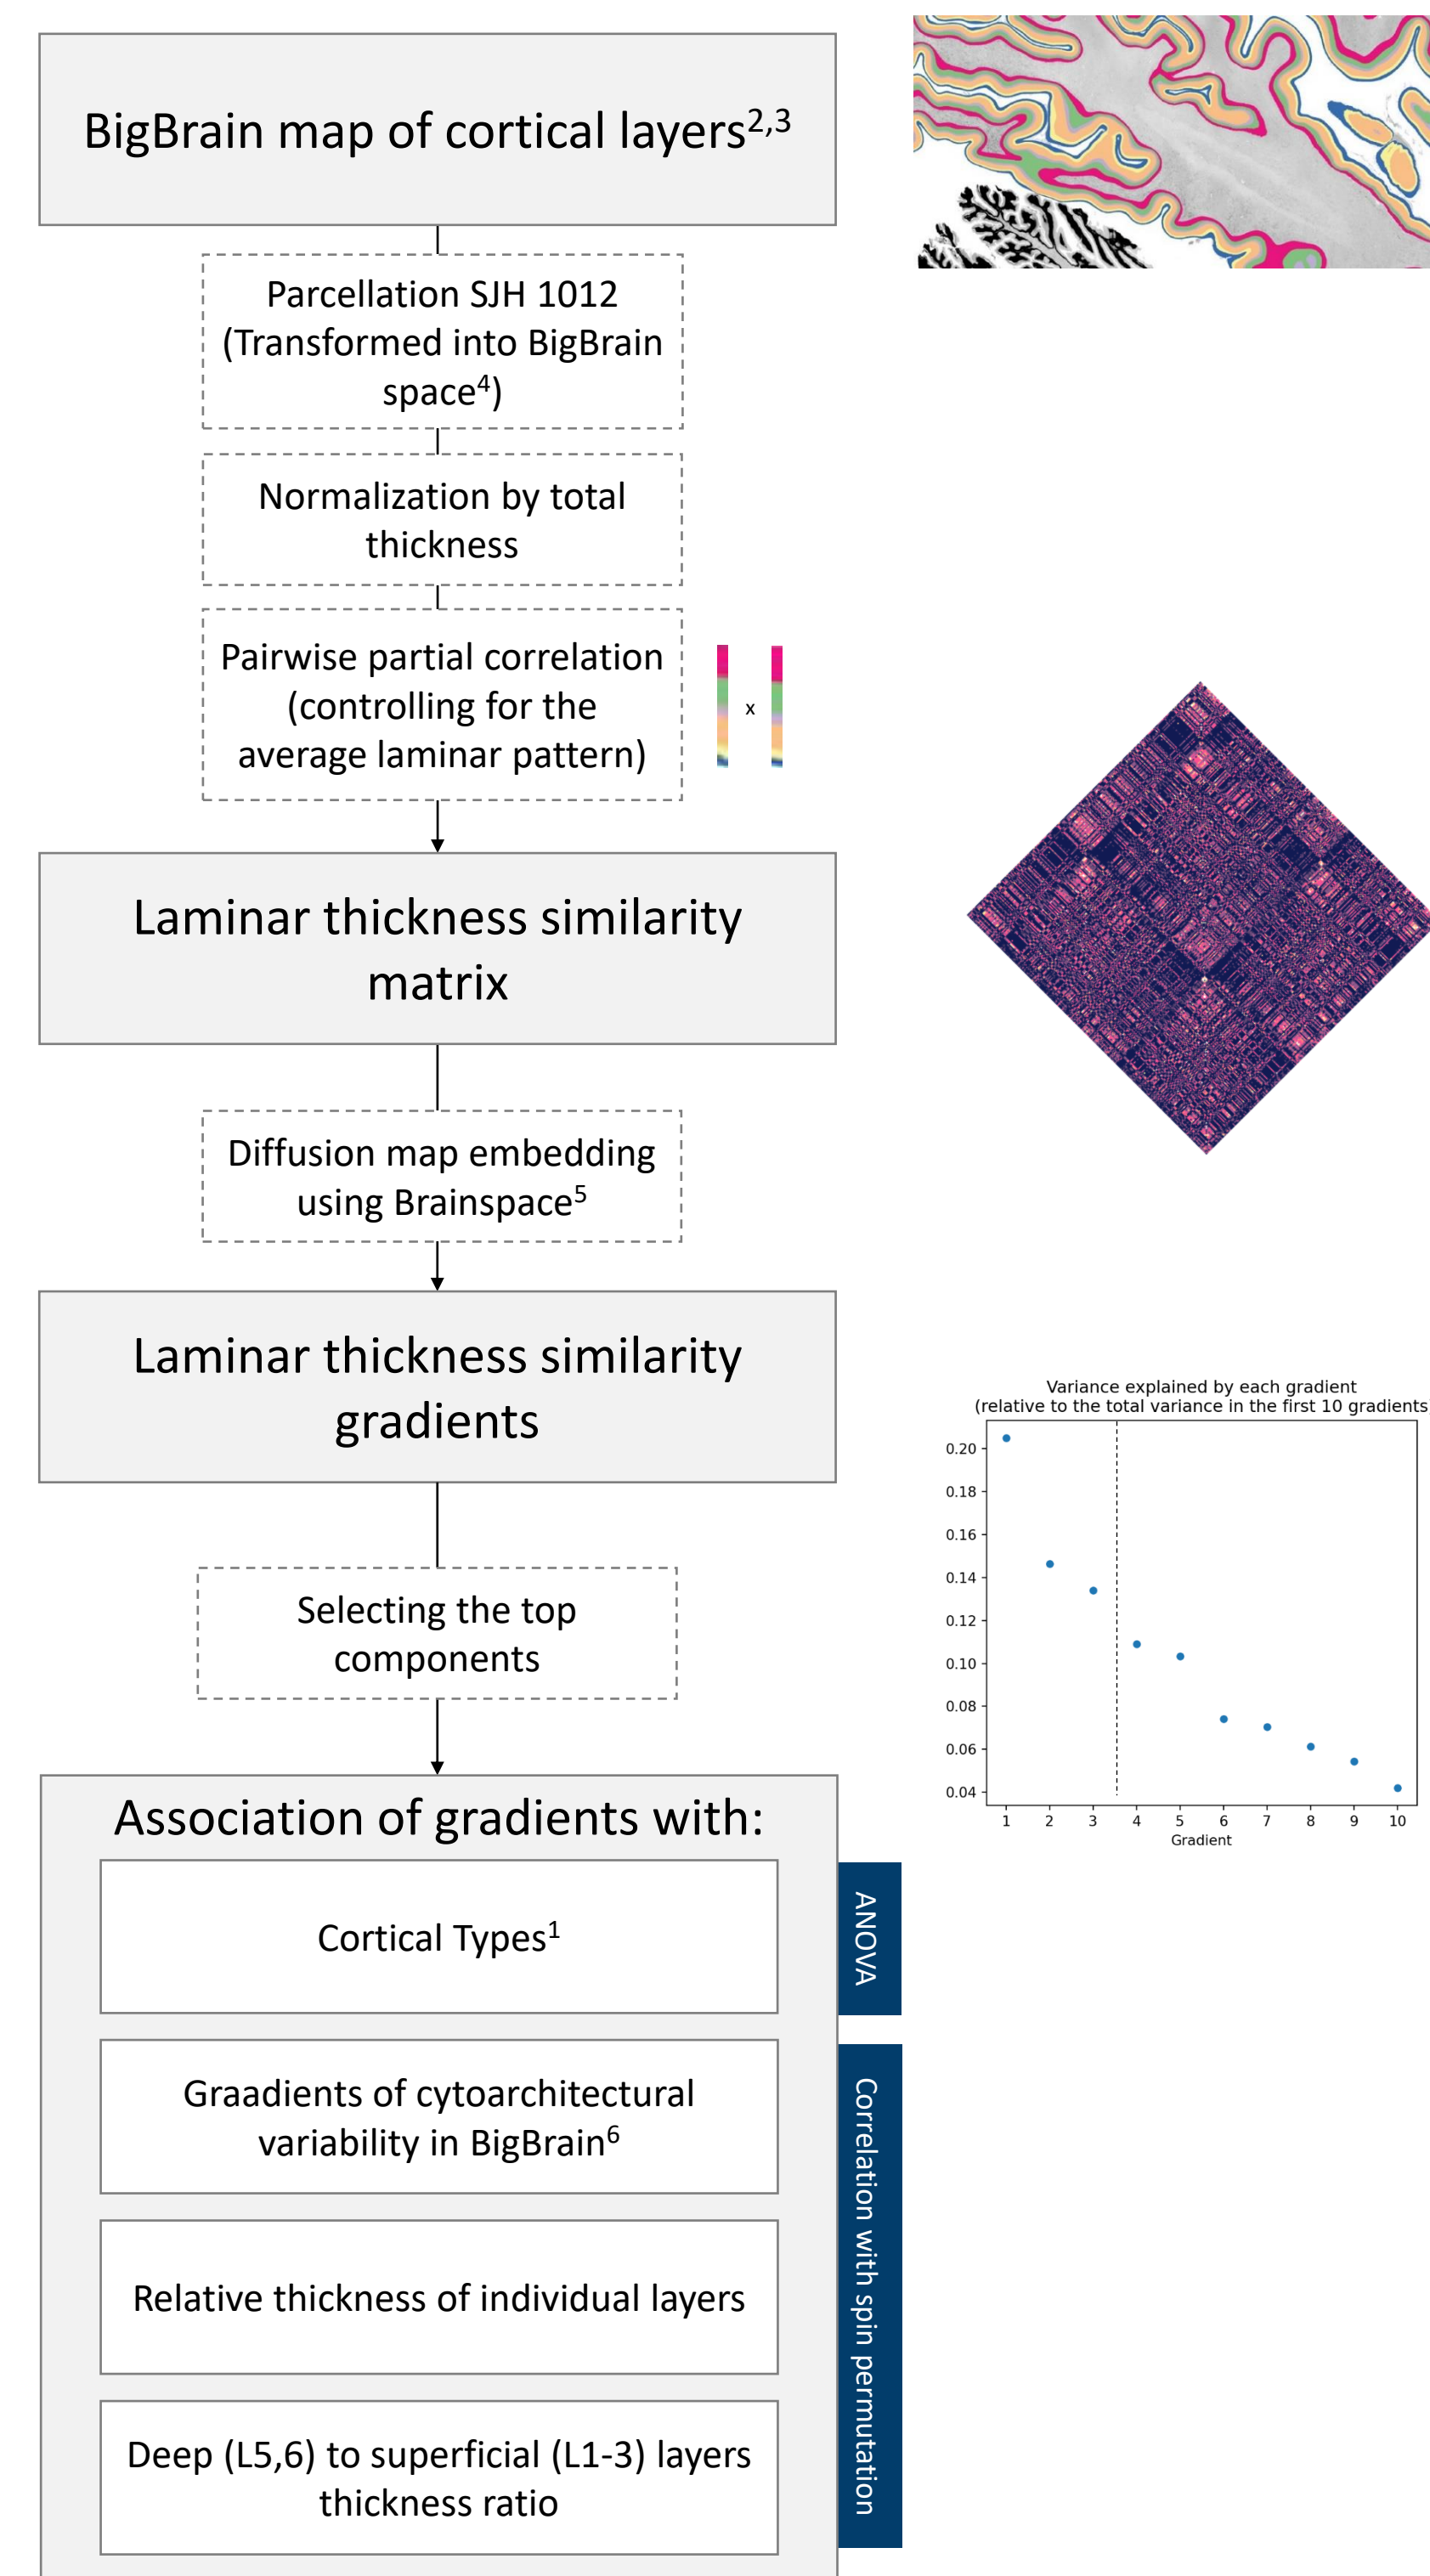 BigBrain map of cortical layers2,3
Parcellation SJH 1012
(Transformed into BigBrain
space4)
Normalization by total
thickness
Pairwise partial correlation
(controlling for the
average laminar pattern)
x
Laminar thickness similarity
matrix
Diffusion map embedding
using Brainspace5
Laminar thickness similarity
gradients
Variance explained by each gradient
(relative to the total variance in the first 10 gradients)
0.20
0.18
0.16
0.14
0.12
0.10
0.08
0.06
0.04
1 2 3 4 5 6 7 8 9 10
Gradient
Selecting the top
components
Association of gradients with:
Cortical Types1
ANOVA
Graadients of cytoarchitectural
variability in BigBrain6
Relative thickness of individual layers
Deep (L5,6) to superficial (L1-3) layers
thickness ratio
Correlation with spin permutation